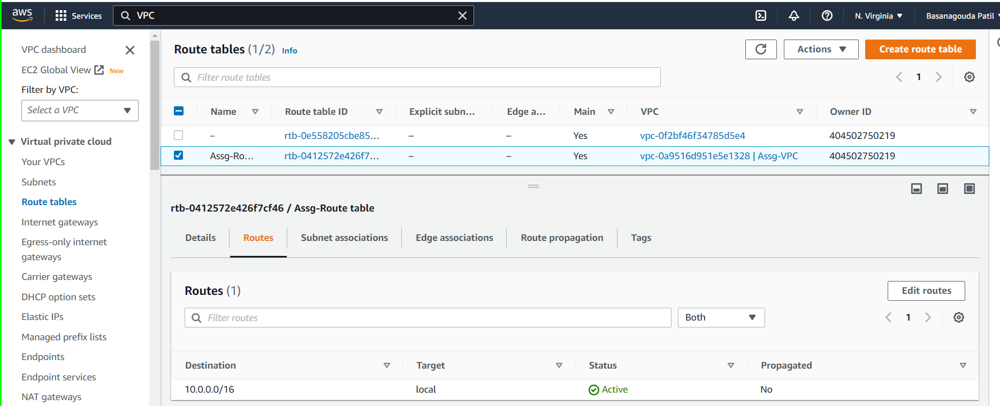 aws Services VPC N. Virginia Basanagouda Patil
VPC dashboard
EC2 Global View New
Filter by VPC:
Select a VPC
Virtual private cloud
Your VPCs
Subnets
Route tables
Internet gateways
Egress-only internet
gateways
Carrier gateways
DHCP option sets
Elastic IPs
Managed prefix lists
Endpoints
Endpoint services
NAT gateways
Route tables (1/2) Info Actions Create route table
Filter route tables 1
Name Route table ID Explicit subn... Edge a... Main VPC Owner ID
– rtb-0e558205cbe85... – – Yes vpc-0f2bf46f34785d5e4 404502750219
Assg-Ro... rtb-0412572e426f7... – – Yes vpc-0a9516d951e5e1328 | Assg-VPC 404502750219
rtb-0412572e426f7cf46 / Assg-Route table
Details Routes Subnet associations Edge associations Route propagation Tags
Routes (1) Edit routes
Filter routes Both 1
Destination Target Status Propagated
10.0.0.0/16 local Active No